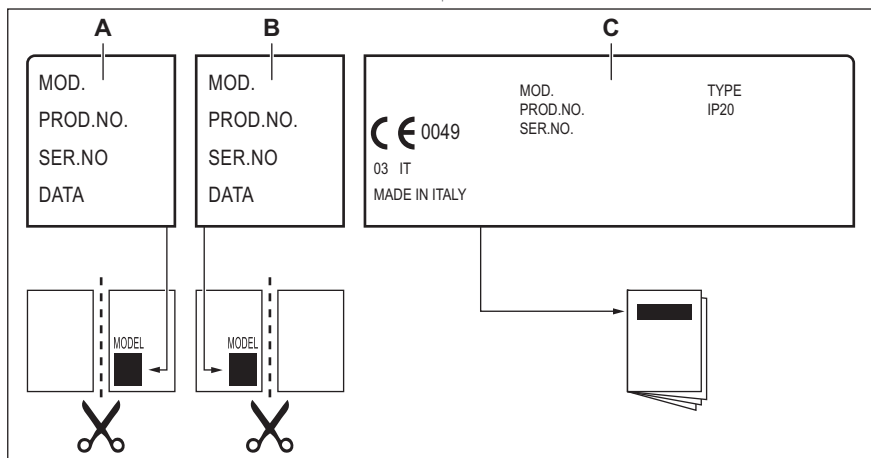 A
B
C
MOD.
PROD.NO.
SER.NO
DATA
MOD.
PROD.NO.
SER.NO
DATA
MOD.
PROD.NO.
SER.NO.
TYPE
IP20
CE 0049
03 IT
MADE IN ITALY
MODEL
MODEL